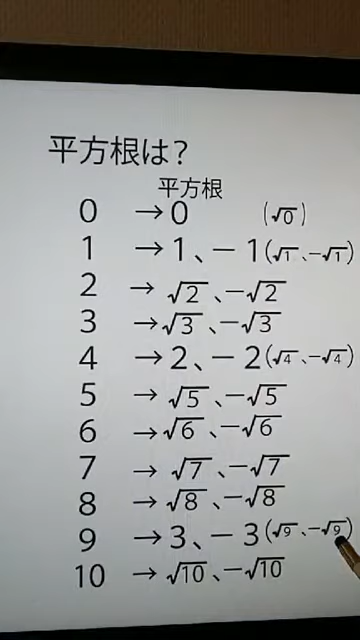 平方根は？
平方根
0 →0 (√0)
1 →1、−1(√1、−√1)
2 → √2、−√2
3 →√3、−√3
4 →2、−2(√4、−√4)
5 → √5、−√5
6 →√6、−√6
7 → √7、−√7
8 →√8、−√8
9 →3、−3(√9、−√9)
10 →√10、−√10